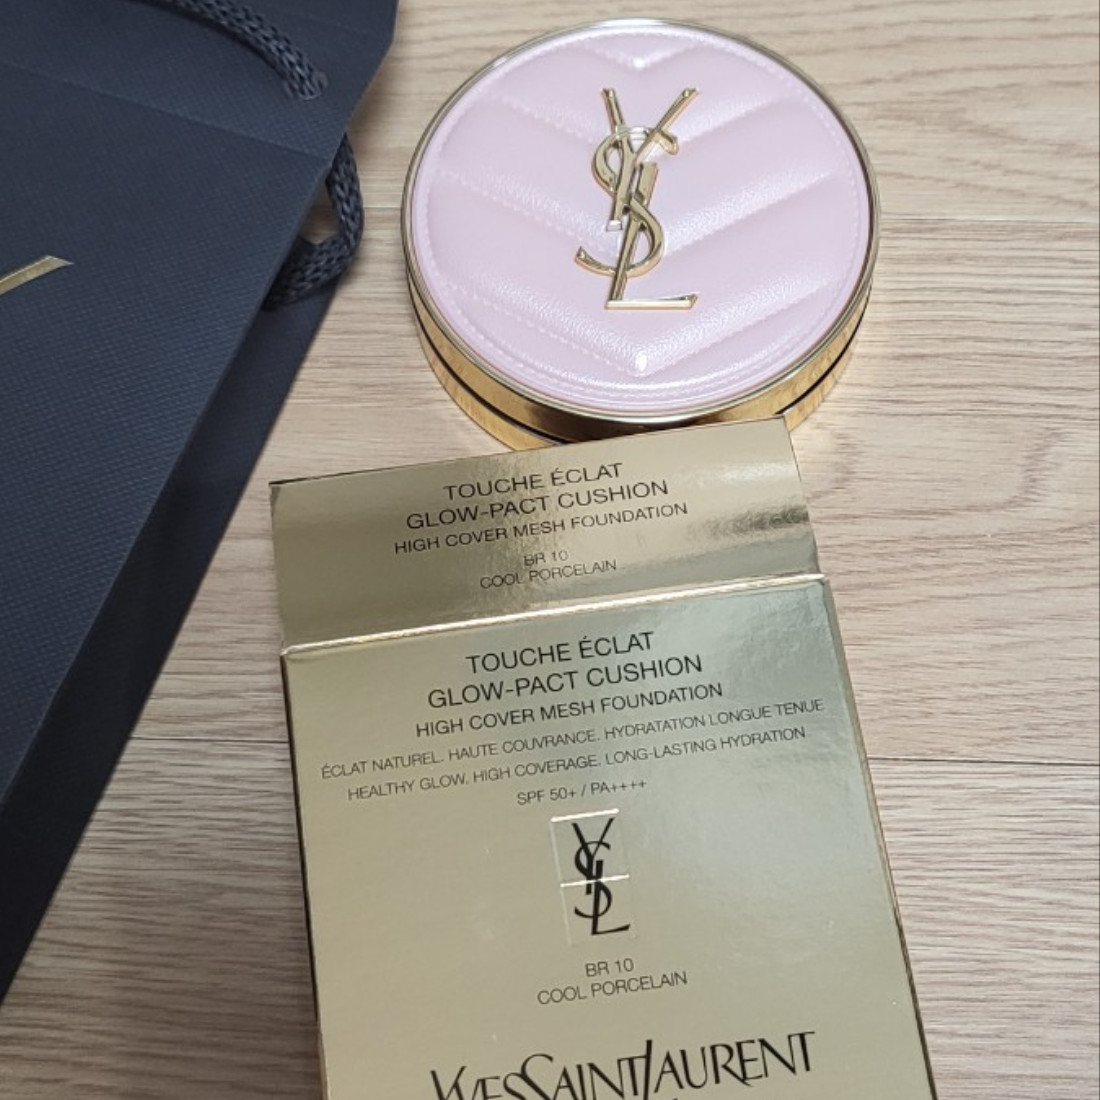 YSL
TOUCHE ÉCLAT
GLOW-PACT CUSHION
HIGH COVER MESH FOUNDATION
BR 10
COOL PORCELAIN
TOUCHE ÉCLAT
GLOW-PACT CUSHION
HIGH COVER MESH FOUNDATION
ÉCLAT NATUREL. HAUTE COUVRANCE. HYDRATATION LONGUE TENUE
HEALTHY GLOW. HIGH COVERAGE. LONG-LASTING HYDRATION
SPF 50+ / PA++++
YSL
BR 10
COOL PORCELAIN
YVESSAINTLAURENT